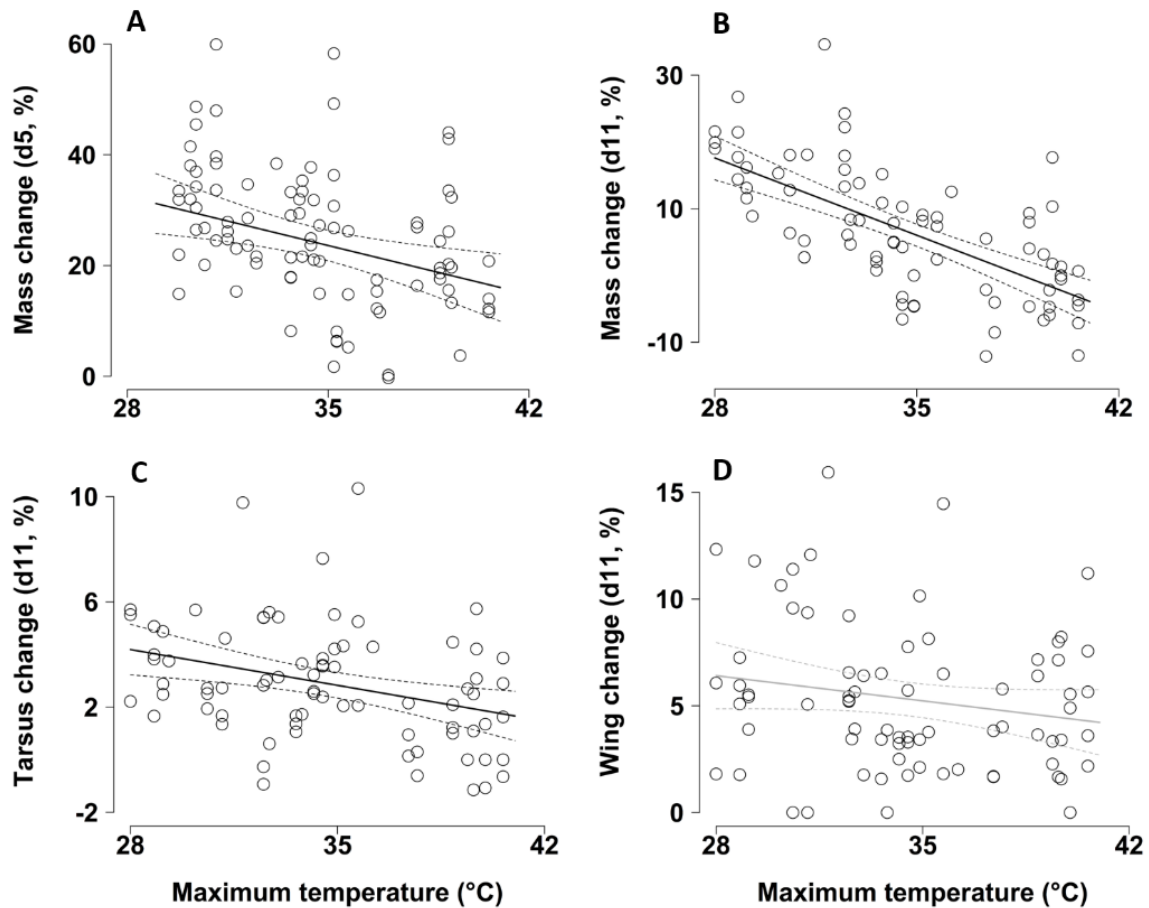 A
Mass change (d5, %)
60
40
20
0
28
35
42
B
Mass change (d11, %)
30
10
-10
28
35
42
C
Tarsus change (d11, %)
10
6
2
-2
28
35
42
Maximum temperature (°C)
D
Wing change (d11, %)
15
10
5
0
28
35
42
Maximum temperature (°C)